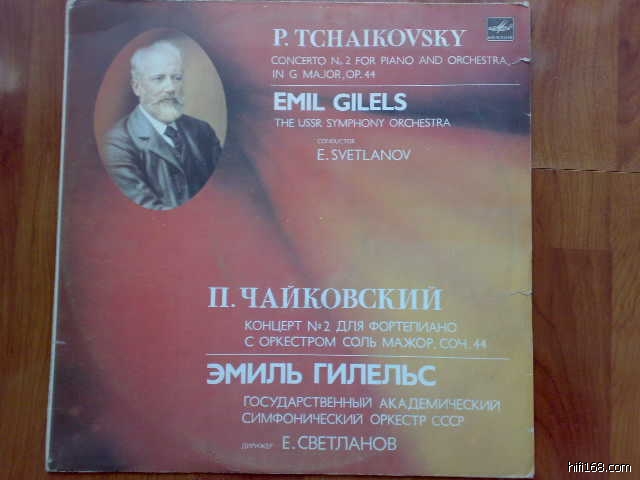 P. TCHAIKOVSKY
CONCERTO № 2 FOR PIANO AND ORCHESTRA,
IN G MAJOR, OP. 44
EMIL GILELS
THE USSR SYMPHONY ORCHESTRA
CONDUCTOR
E. SVETLANOV
П. ЧАЙКОВСКИЙ
КОНЦЕРТ №2 ДЛЯ ФОРТЕПИАНО
С ОРКЕСТРОМ СОЛЬ МАЖОР, СОЧ. 44
ЭМИЛЬ ГИЛЕЛЬС
ГОСУДАРСТВЕННЫЙ АКАДЕМИЧЕСКИЙ
СИМФОНИЧЕСКИЙ ОРКЕСТР СССР
ДИРИЖЕР Е. СВЕТЛАНОВ
hifi168.com